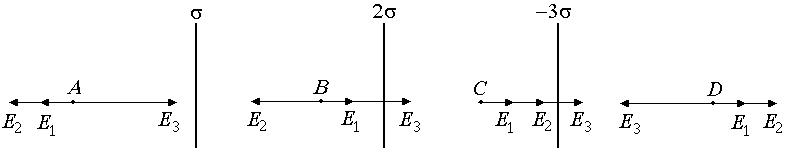 σ 2σ −3σ
A B C D
E₂ E₁ E₃ E₂ E₁ E₃ E₁ E₂ E₃ E₃ E₁ E₂